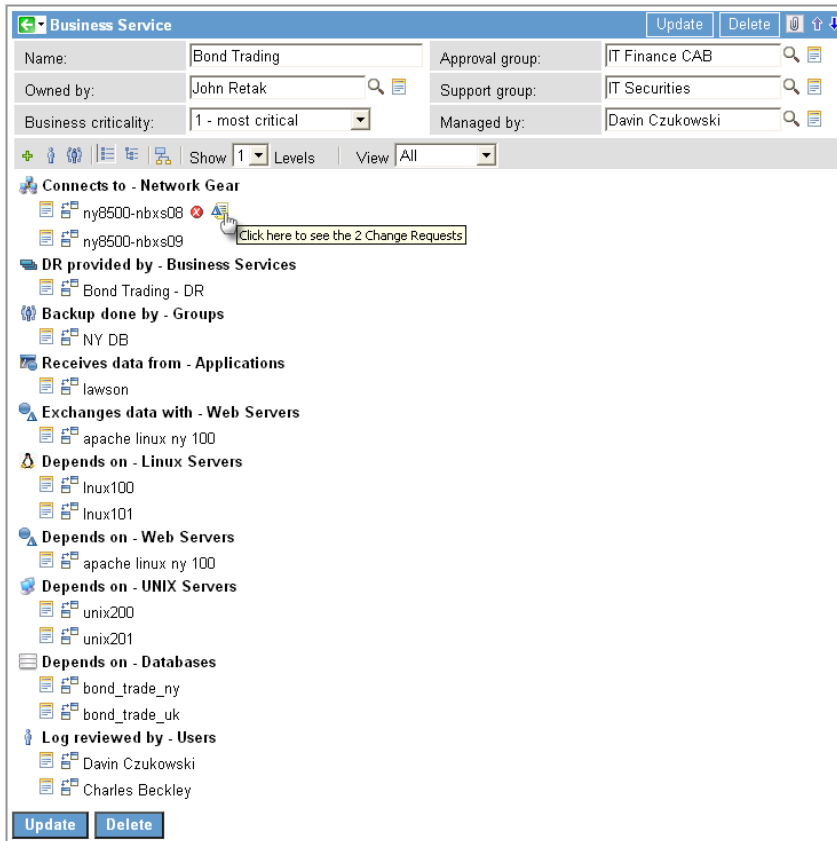 Business Service Update Delete
Name: Bond Trading Approval group: IT Finance CAB
Owned by: John Retak Support group: IT Securities
Business criticality: 1 - most critical Managed by: Davin Czukowski
Show 1 Levels View All
Connects to - Network Gear
ny8500-nbxs08
Click here to see the 2 Change Requests
ny8500-nbxs09
DR provided by - Business Services
Bond Trading - DR
Backup done by - Groups
NY DB
Receives data from - Applications
lawson
Exchanges data with - Web Servers
apache linux ny 100
Depends on - Linux Servers
lnux100
lnux101
Depends on - Web Servers
apache linux ny 100
Depends on - UNIX Servers
unix200
unix201
Depends on - Databases
bond_trade_ny
bond_trade_uk
Log reviewed by - Users
Davin Czukowski
Charles Beckley
Update Delete